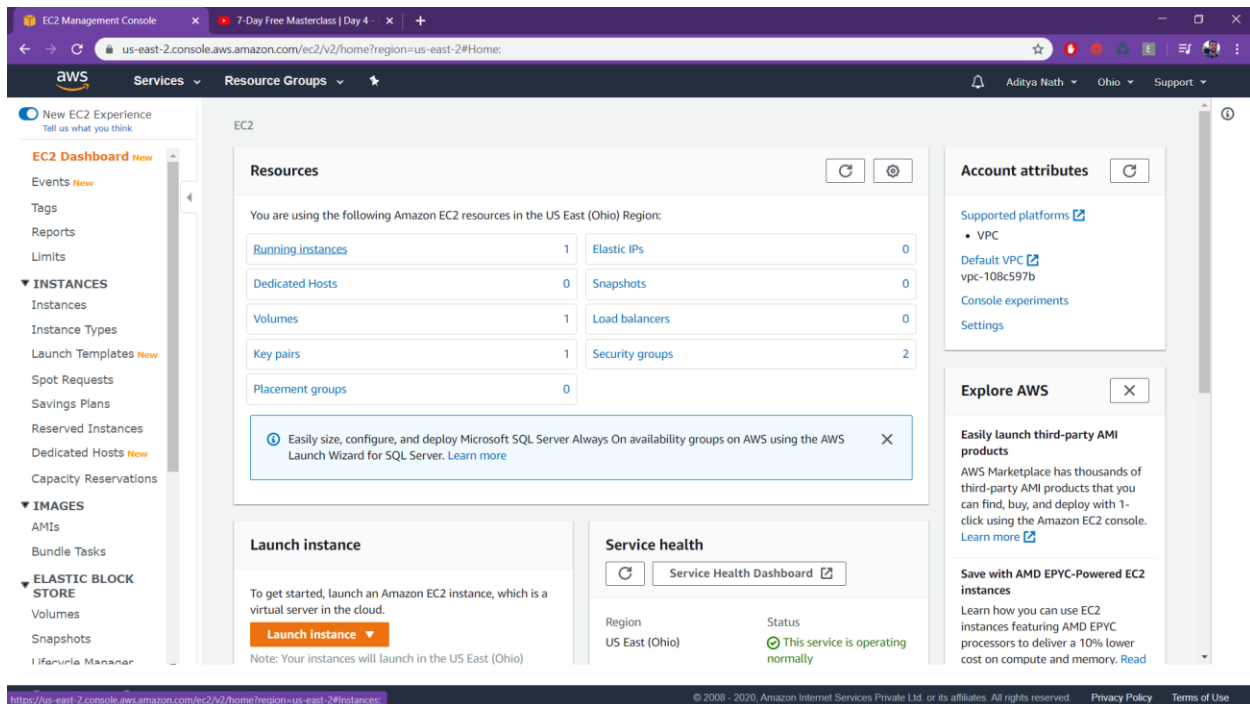 EC2 Management Console
7-Day Free Masterclass | Day 4 -
us-east-2.console.aws.amazon.com/ec2/v2/home?region=us-east-2#Home:
aws
Services
Resource Groups
Aditya Nath
Ohio
Support
New EC2 Experience
Tell us what you think
EC2 Dashboard New
Events New
Tags
Reports
Limits
INSTANCES
Instances
Instance Types
Launch Templates New
Spot Requests
Savings Plans
Reserved Instances
Dedicated Hosts New
Capacity Reservations
IMAGES
AMIs
Bundle Tasks
ELASTIC BLOCK
STORE
Volumes
Snapshots
Lifecycle Manager
EC2
Resources
You are using the following Amazon EC2 resources in the US East (Ohio) Region:
Running instances 1
Elastic IPs 0
Dedicated Hosts 0
Snapshots 0
Volumes 1
Load balancers 0
Key pairs 1
Security groups 2
Placement groups 0
Easily size, configure, and deploy Microsoft SQL Server Always On availability groups on AWS using the AWS
Launch Wizard for SQL Server. Learn more
Launch instance
To get started, launch an Amazon EC2 instance, which is a
virtual server in the cloud.
Launch instance
Note: Your instances will launch in the US East (Ohio)
Service health
Service Health Dashboard
Region
Status
US East (Ohio)
This service is operating
normally
Account attributes
Supported platforms
• VPC
Default VPC
vpc-108c597b
Console experiments
Settings
Explore AWS
Easily launch third-party AMI
products
AWS Marketplace has thousands of
third-party AMI products that you
can find, buy, and deploy with 1-
click using the Amazon EC2 console.
Learn more
Save with AMD EPYC-Powered EC2
instances
Learn how you can use EC2
instances featuring AMD EPYC
processors to deliver a 10% lower
cost on compute and memory. Read
https://us-east-2.console.aws.amazon.com/ec2/v2/home?region=us-east-2#Instances:
© 2008 - 2020, Amazon Internet Services Private Ltd. or its affiliates. All rights reserved.
Privacy Policy
Terms of Use